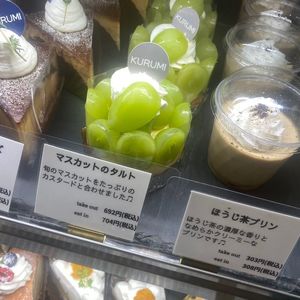 KURUMI
KURUMI
KURUMI
マスカットのタルト
旬のマスカットをたっぷりの
カスタードと合わせました♫
take out 692円(税込)
eat in 704円(税込)
ほうじ茶プリン
ほうじ茶の濃厚な香りと
なめらかクリーミーな
プリンです♫
take out 303円(税込)
eat in 308円(税込)